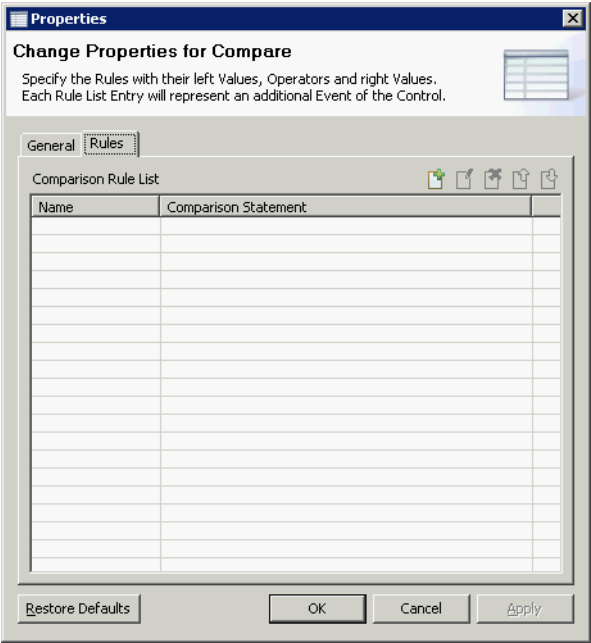 Properties
Change Properties for Compare
Specify the Rules with their left Values, Operators and right Values.
Each Rule List Entry will represent an additional Event of the Control.
General Rules
Comparison Rule List
Name Comparison Statement
Restore Defaults OK Cancel Apply